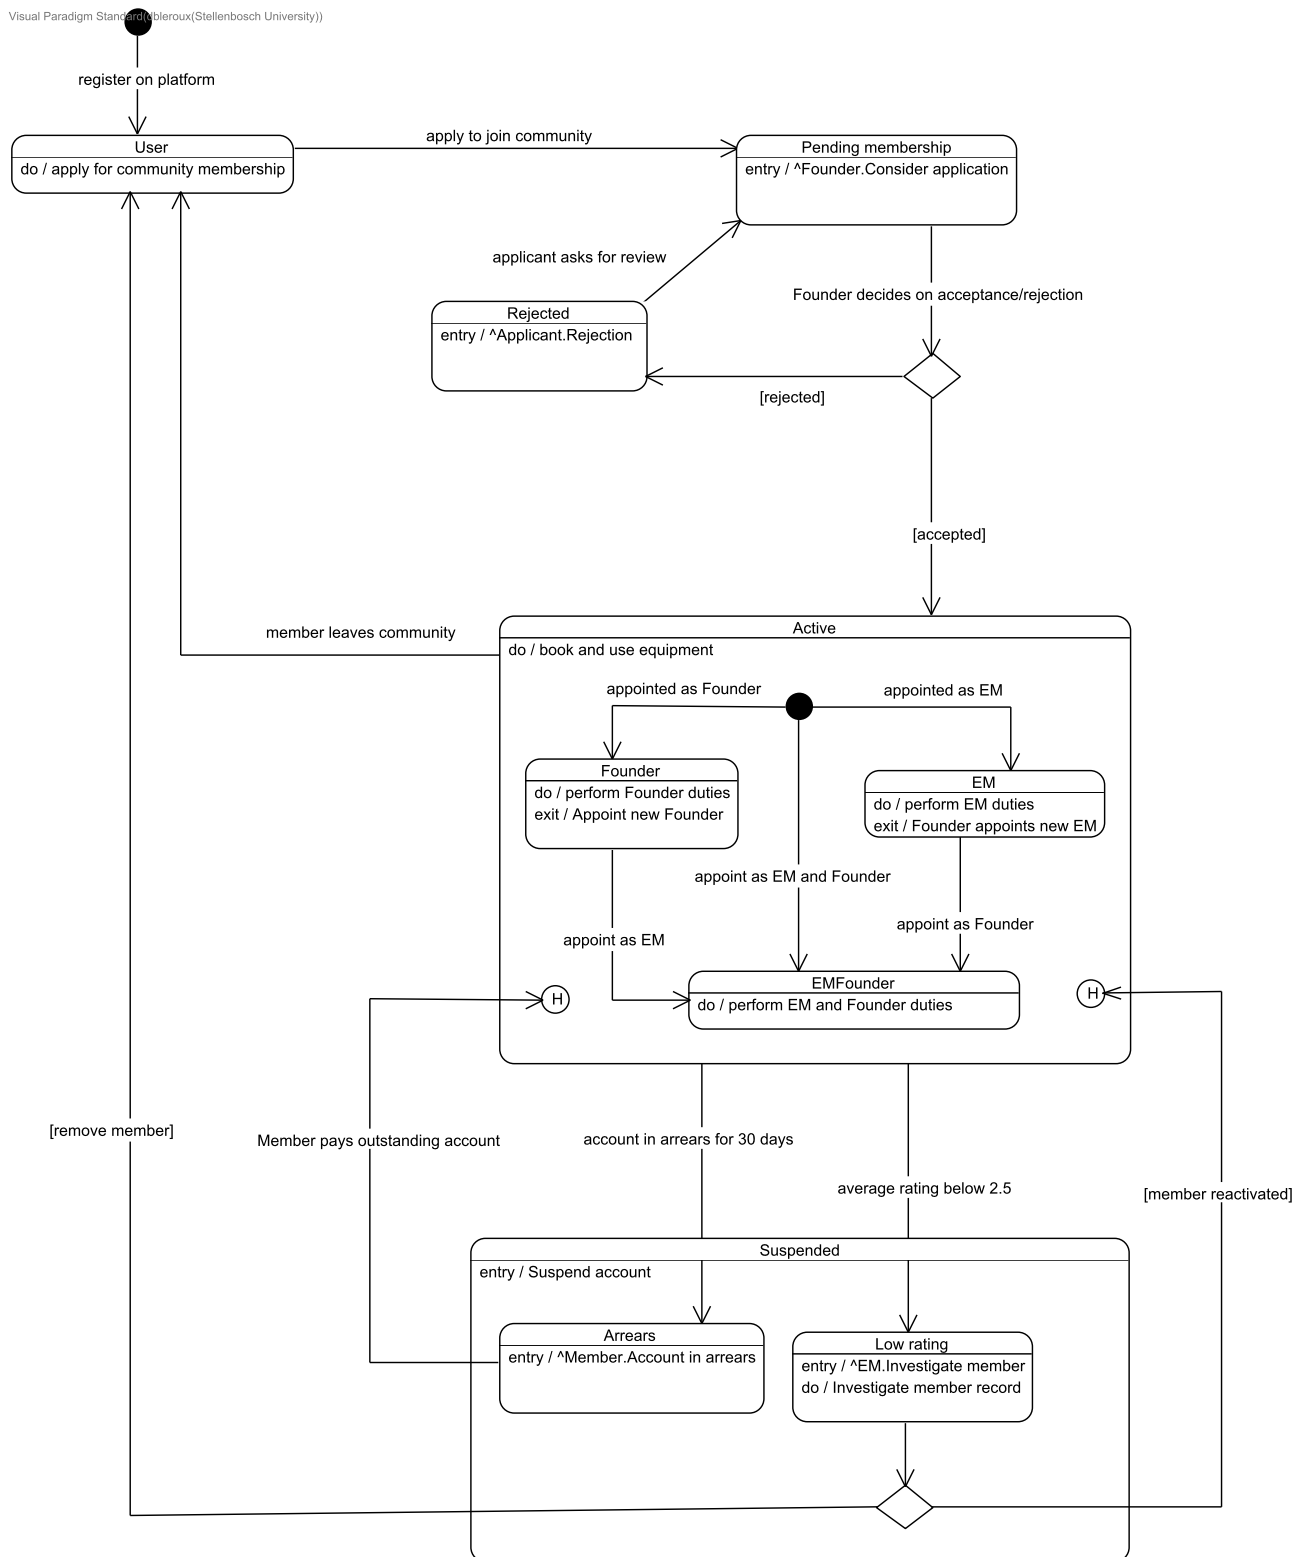 Visual Paradigm Standard(dbleroux(Stellenbosch University))
register on platform
User
do / apply for community membership
apply to join community
Pending membership
entry / ^Founder.Consider application
applicant asks for review
Founder decides on acceptance/rejection
Rejected
entry / ^Applicant.Rejection
[rejected]
[accepted]
member leaves community
Active
do / book and use equipment
appointed as Founder
appointed as EM
Founder
do / perform Founder duties
exit / Appoint new Founder
EM
do / perform EM duties
exit / Founder appoints new EM
appoint as EM and Founder
appoint as EM
appoint as Founder
EMFounder
do / perform EM and Founder duties
H
H
[remove member]
Member pays outstanding account
account in arrears for 30 days
average rating below 2.5
[member reactivated]
Suspended
entry / Suspend account
Arrears
entry / ^Member.Account in arrears
Low rating
entry / ^EM.Investigate member
do / Investigate member record